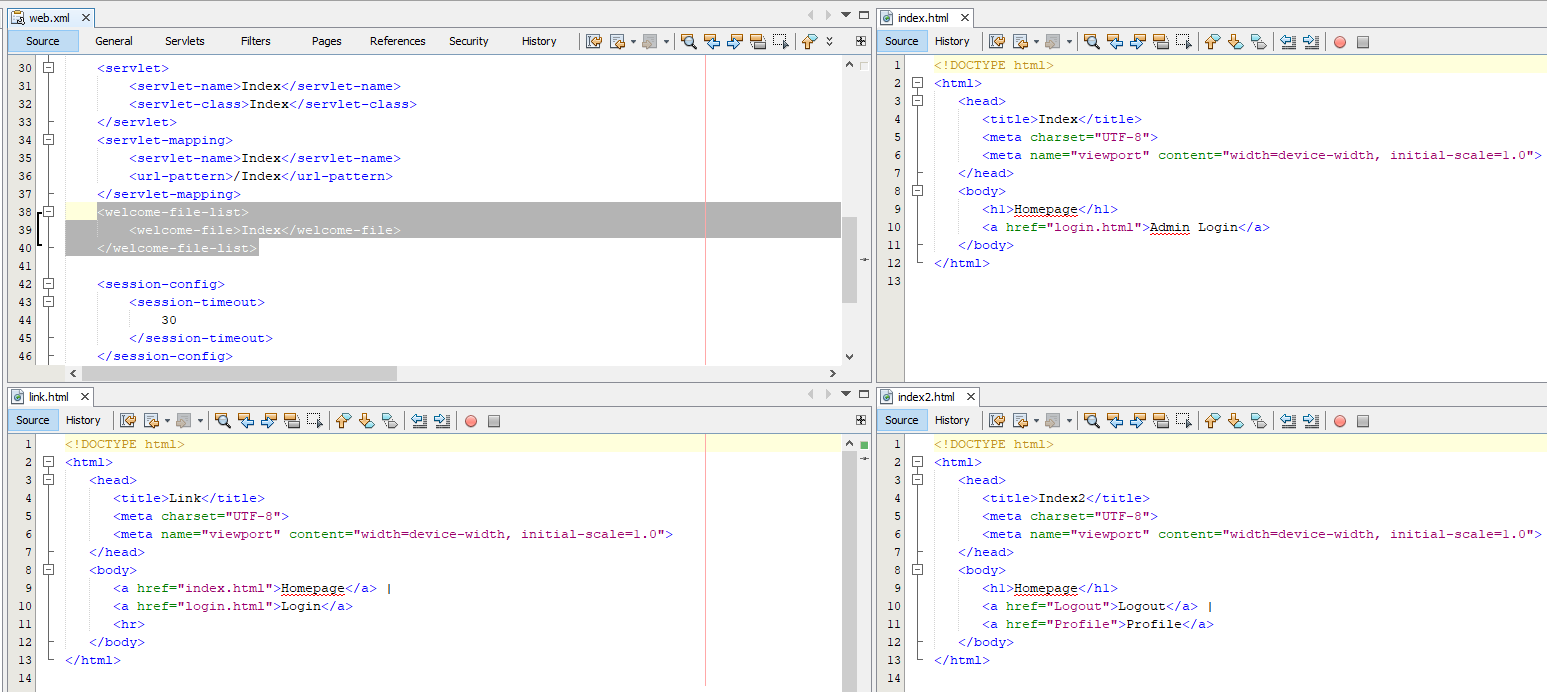 web.xml
Source General Servlets Filters Pages References Security History
30 <servlet>
31 <servlet-name>Index</servlet-name>
32 <servlet-class>Index</servlet-class>
33 </servlet>
34 <servlet-mapping>
35 <servlet-name>Index</servlet-name>
36 <url-pattern>/Index</url-pattern>
37 </servlet-mapping>
38 <welcome-file-list>
39 <welcome-file>Index</welcome-file>
40 </welcome-file-list>
41
42 <session-config>
43 <session-timeout>
44 30
45 </session-timeout>
46 </session-config>
index.html
Source History
1 <!DOCTYPE html>
2 <html>
3 <head>
4 <title>Index</title>
5 <meta charset="UTF-8">
6 <meta name="viewport" content="width=device-width, initial-scale=1.0">
7 </head>
8 <body>
9 <h1>Homepage</h1>
10 <a href="login.html">Admin Login</a>
11 </body>
12 </html>
13
link.html
Source History
1 <!DOCTYPE html>
2 <html>
3 <head>
4 <title>Link</title>
5 <meta charset="UTF-8">
6 <meta name="viewport" content="width=device-width, initial-scale=1.0">
7 </head>
8 <body>
9 <a href="index.html">Homepage</a> |
10 <a href="login.html">Login</a>
11 <hr>
12 </body>
13 </html>
14
index2.html
Source History
1 <!DOCTYPE html>
2 <html>
3 <head>
4 <title>Index2</title>
5 <meta charset="UTF-8">
6 <meta name="viewport" content="width=device-width, initial-scale=1.0">
7 </head>
8 <body>
9 <h1>Homepage</h1>
10 <a href="Logout">Logout</a> |
11 <a href="Profile">Profile</a>
12 </body>
13 </html>
14